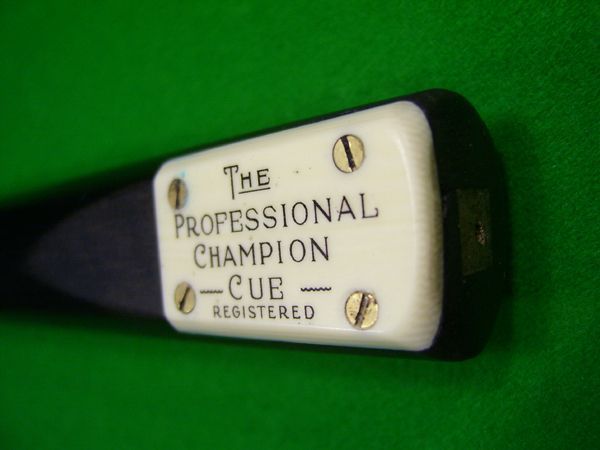 THE
PROFESSIONAL
CHAMPION
CUE
REGISTERED